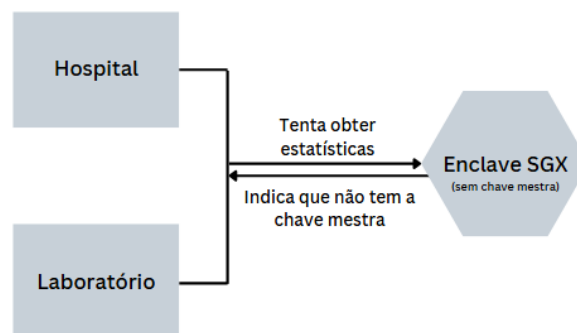 Hospital
Tenta obter
estatísticas
Enclave SGX
(sem chave mestra)
Indica que não tem a
chave mestra
Laboratório